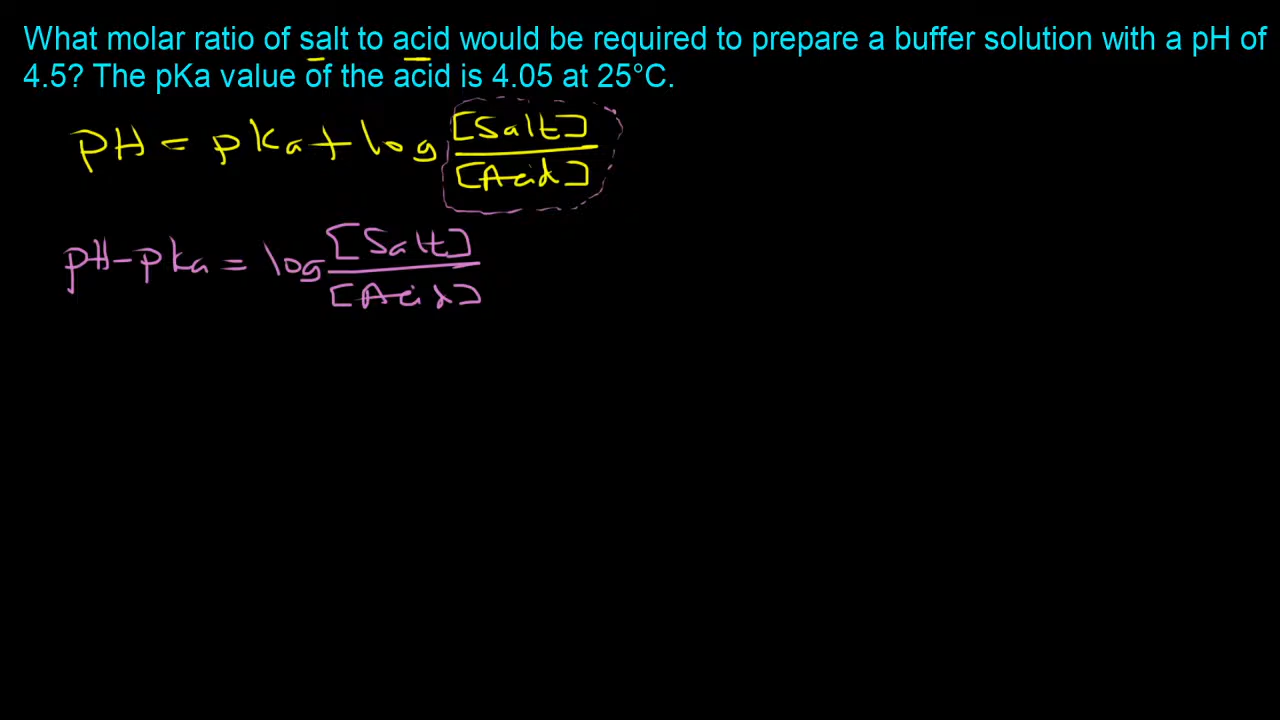 What molar ratio of salt to acid would be required to prepare a buffer solution with a pH of
4.5? The pKa value of the acid is 4.05 at 25°C.
pH = pka + log [Salt] / [Acid]
pH - pka = log [Salt] / [Acid]